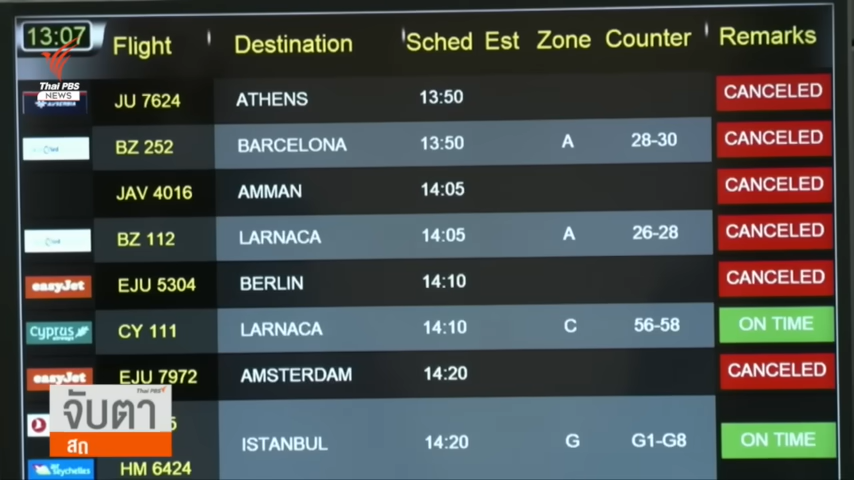 13:07 Flight Destination Sched Est Zone Counter Remarks
Thai PBS
NEWS
JU 7624 ATHENS 13:50 CANCELED
BZ 252 BARCELONA 13:50 A 28-30 CANCELED
JAV 4016 AMMAN 14:05 CANCELED
BZ 112 LARNACA 14:05 A 26-28 CANCELED
easyJet EJU 5304 BERLIN 14:10 CANCELED
cyprus airways CY 111 LARNACA 14:10 C 56-58 ON TIME
easyJet EJU 7972 AMSTERDAM 14:20 CANCELED
Thai PBS
จับตา
สถ
5 ISTANBUL 14:20 G G1-G8 ON TIME
HM 6424